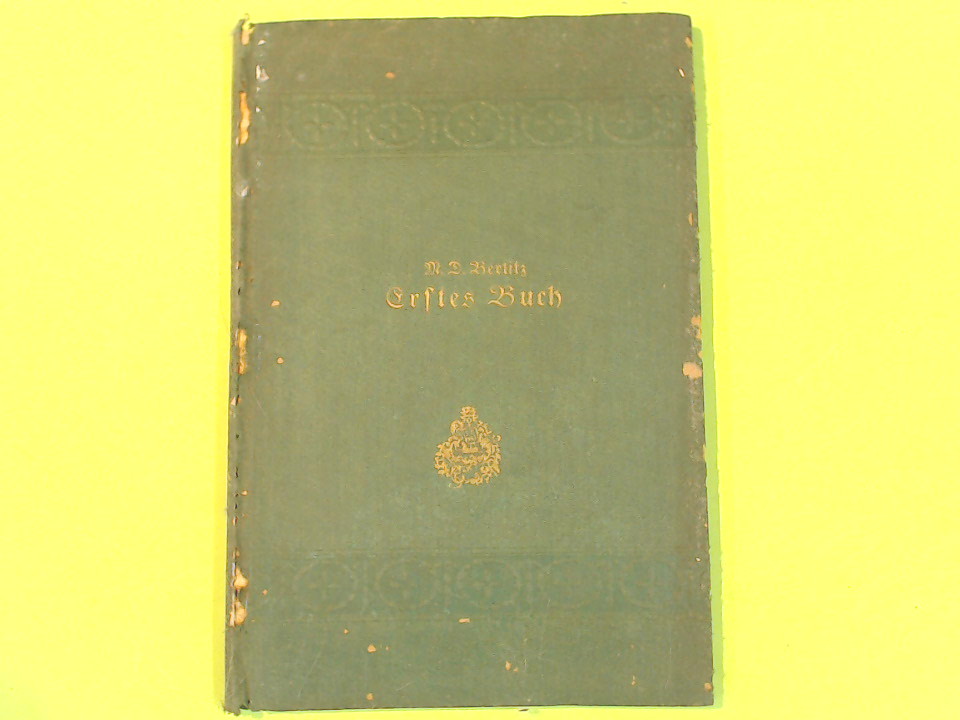 M. D. Berlitz
Erstes Buch